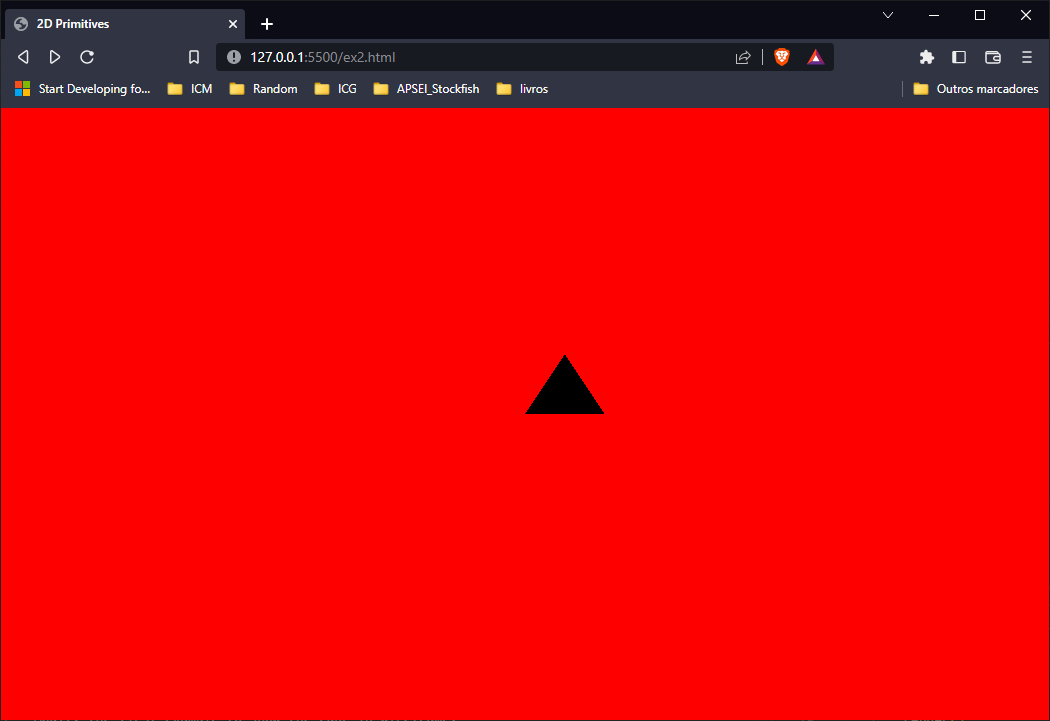 2D Primitives
127.0.0.1:5500/ex2.html
Start Developing fo... ICM Random ICG APSEI_Stockfish livros Outros marcadores